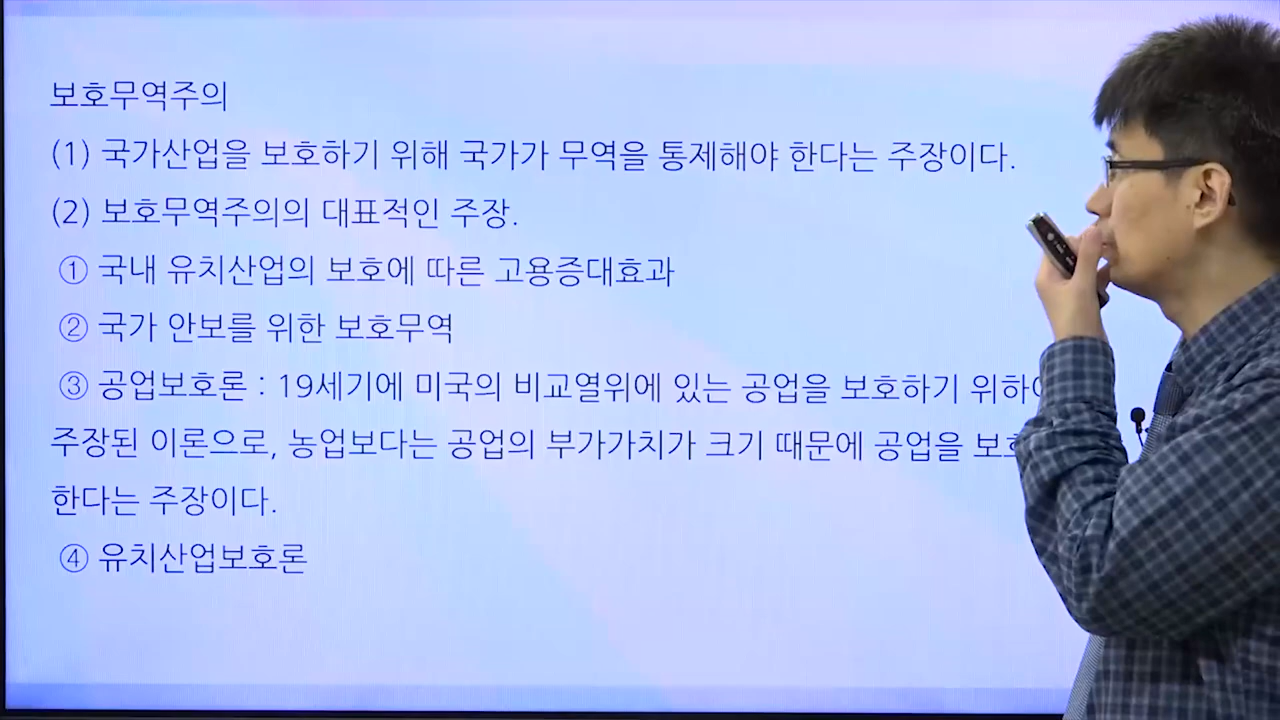 보호무역주의
(1) 국가산업을 보호하기 위해 국가가 무역을 통제해야 한다는 주장이다.
(2) 보호무역주의의 대표적인 주장.
① 국내 유치산업의 보호에 따른 고용증대효과
② 국가 안보를 위한 보호무역
③ 공업보호론 : 19세기에 미국의 비교열위에 있는 공업을 보호하기
주장된 이론으로, 농업보다는 공업의 부가가치가 크기 때문에 공업을
한다는 주장이다.
④ 유치산업보호론